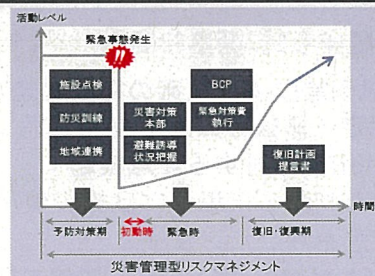 活動レベル
緊急事態発生
!!
施設点検
BCP
防災訓練
災害対策
本部
緊急対策費
執行
地域連携
避難誘導
状況把握
復旧計画
提言書
時間
予防対策期
初動時
緊急時
復旧・復興期
災害管理型リスクマネジメント